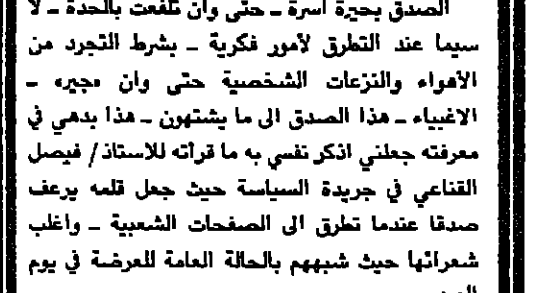 الصدق بحيرة آسرة ـ حتى وان تلفعت بالحدة ـ لا
سيما عند التطرق لأمور فكرية ـ بشرط التجرد من
الأهواء والنزعات الشخصية حتى وان «جير» ـ
الاغبياء ـ هذا الصدق الى ما يشتهون ـ هذا بدهي في
معرفته جعلني اذكر نفسي به ما قرأته للاستاذ / فيصل
القناعي في جريدة السياسة حيث جعل قلمه يرعف
صدقا عندما تطرق الى الصفحات الشعبية ـ واغلب
شعرائها حيث شبههم بالحالة العامة للعرضة في يوم